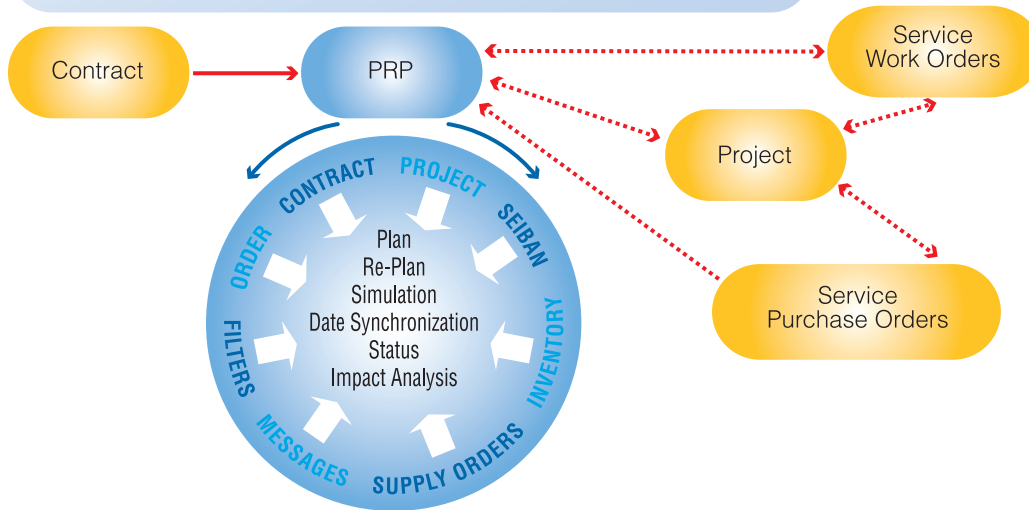 Contract
PRP
Service
Work Orders
Project
Service
Purchase Orders
CONTRACT
PROJECT
SEIBAN
INVENTORY
SUPPLY ORDERS
MESSAGES
FILTERS
ORDER
Plan
Re-Plan
Simulation
Date Synchronization
Status
Impact Analysis